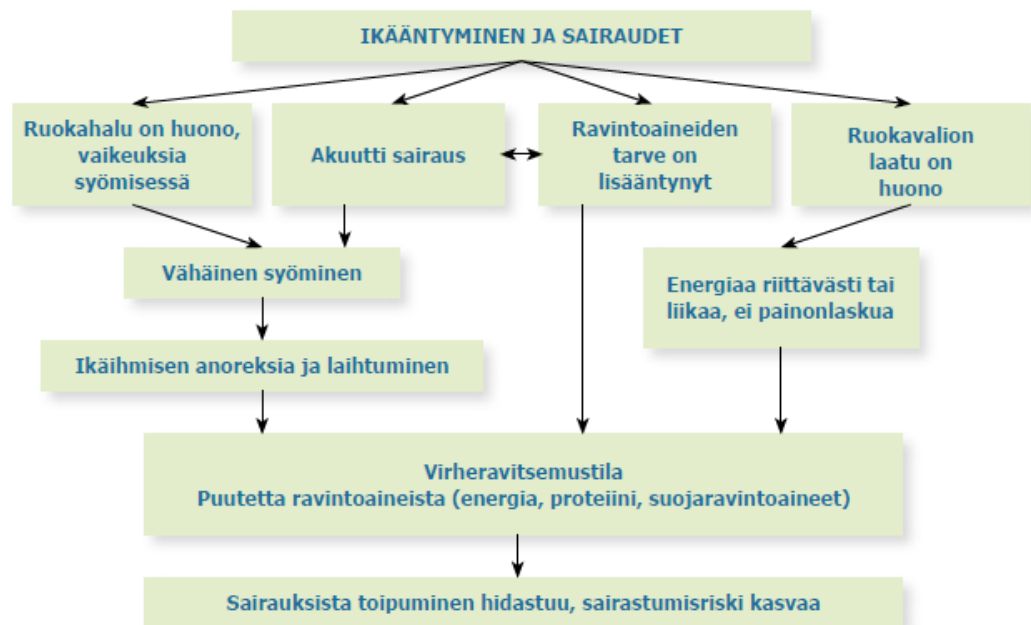 IKÄÄNTYMINEN JA SAIRAUDET
Ruokahalu on huono,
vaikeuksia
syömisessä
Akuutti sairaus
Ravintoaineiden
tarve on
lisääntynyt
Ruokavalion
laatu on
huono
Vähäinen syöminen
Energiaa riittävästi tai
liikaa, ei painonlaskua
Ikäihmisen anoreksia ja laihtuminen
Virheravitsemustila
Puutetta ravintoaineista (energia, proteiini, suojaravintoaineet)
Sairauksista toipuminen hidastuu, sairastumisriski kasvaa